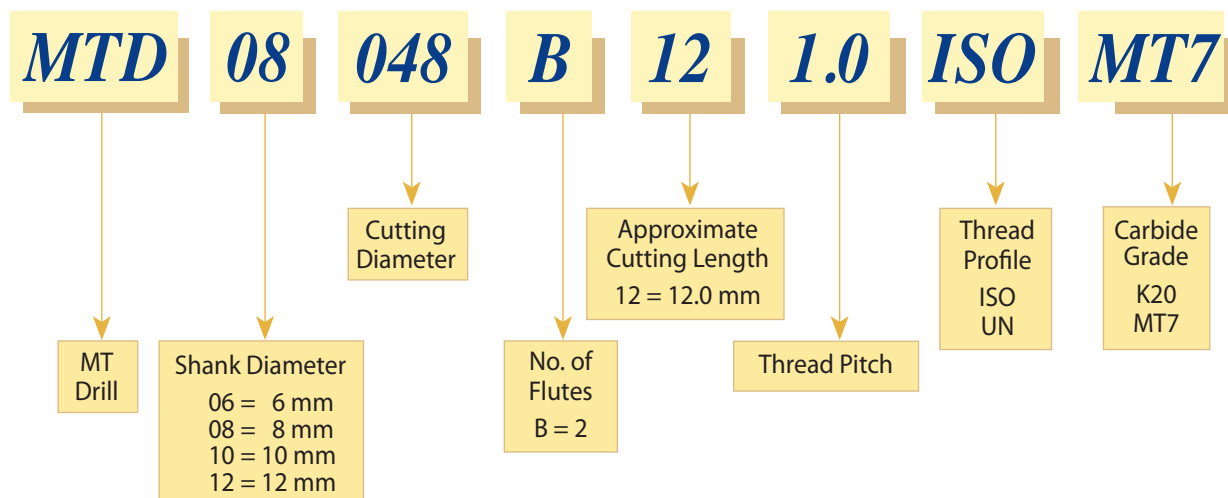 MTD 08 048 B 12 1.0 ISO MT7
MT
Drill
Shank Diameter
06 = 6 mm
08 = 8 mm
10 = 10 mm
12 = 12 mm
Cutting
Diameter
No. of
Flutes
B = 2
Approximate
Cutting Length
12 = 12.0 mm
Thread Pitch
Thread
Profile
ISO
UN
Carbide
Grade
K20
MT7